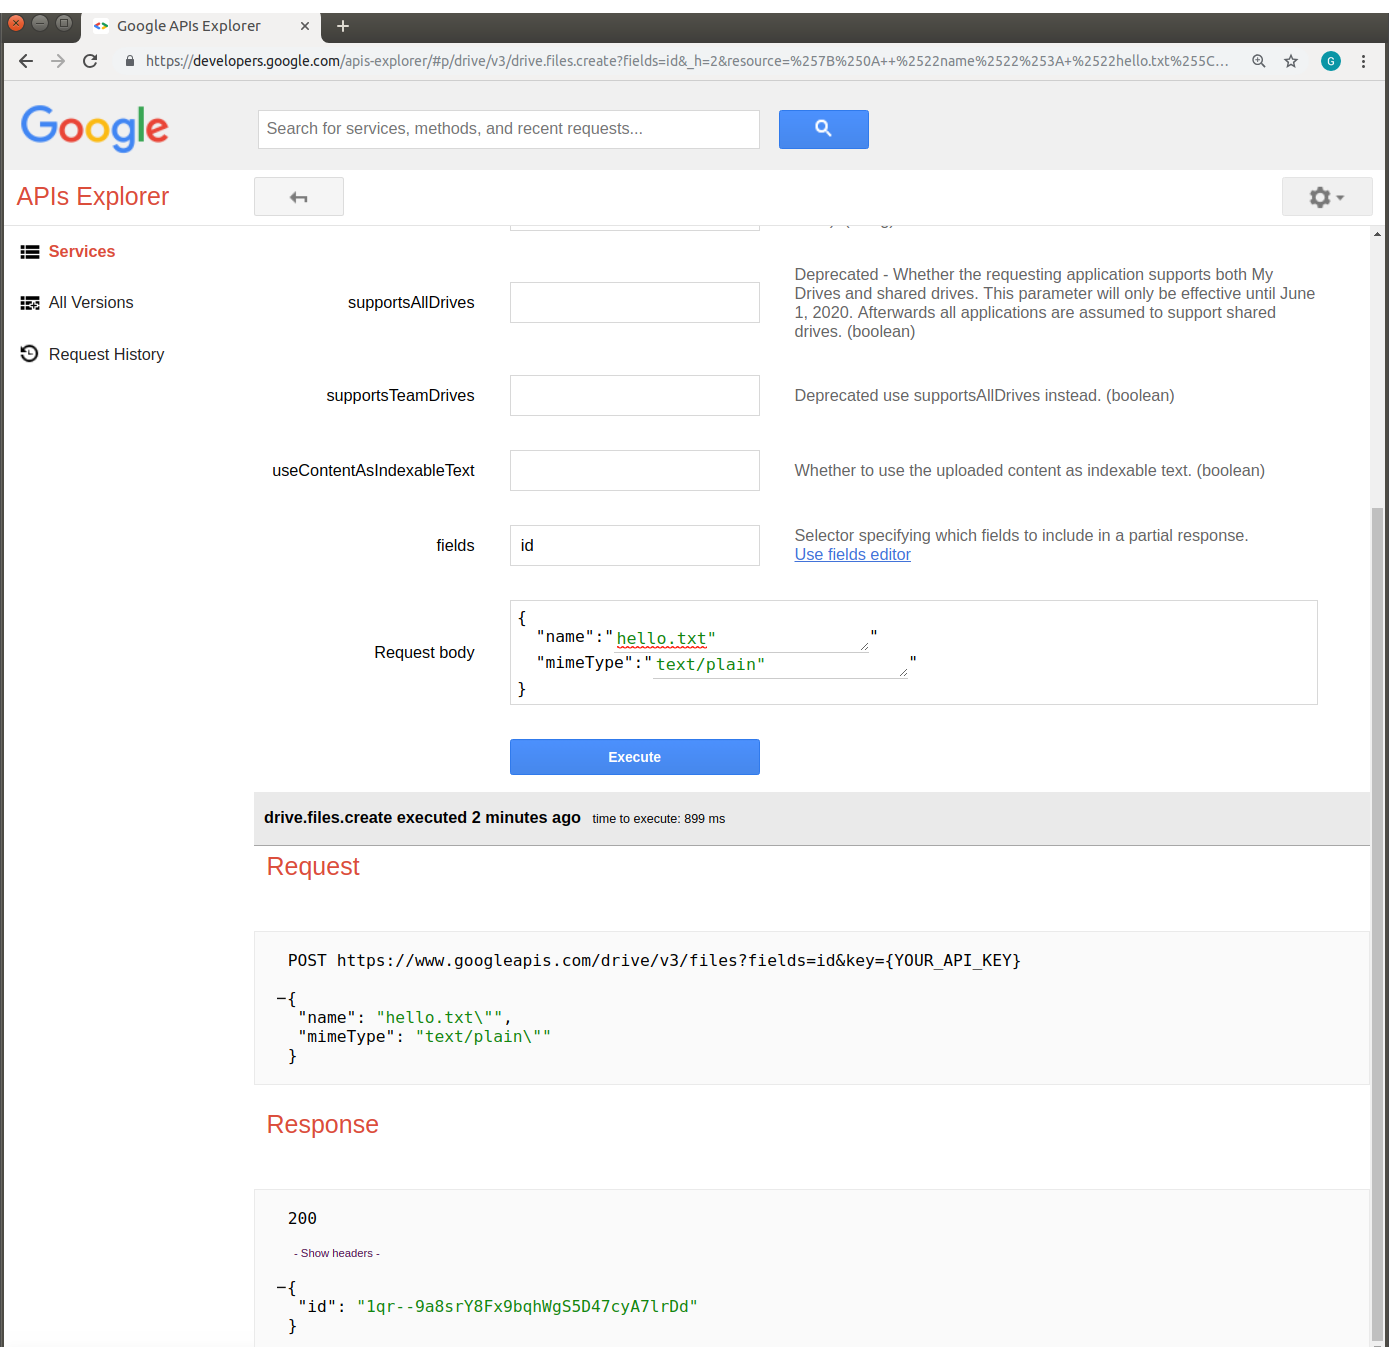 Google APIs Explorer
https://developers.google.com/apis-explorer/#p/drive/v3/drive.files.create?fields=id&_h=2&resource=%257B%250A++%2522name%2522%253A+%2522hello.txt%255C...
G
Google
Search for services, methods, and recent requests...
APIs Explorer
Services
All Versions
Request History
supportsAllDrives
Deprecated - Whether the requesting application supports both My
Drives and shared drives. This parameter will only be effective until June
1, 2020. Afterwards all applications are assumed to support shared
drives. (boolean)
supportsTeamDrives
Deprecated use supportsAllDrives instead. (boolean)
useContentAsIndexableText
Whether to use the uploaded content as indexable text. (boolean)
fields
id
Selector specifying which fields to include in a partial response.
Use fields editor
Request body
{
"name":"hello.txt" "
"mimeType":"text/plain" "
}
Execute
drive.files.create executed 2 minutes ago time to execute: 899 ms
Request
POST https://www.googleapis.com/drive/v3/files?fields=id&key={YOUR_API_KEY}
–{
"name": "hello.txt\"",
"mimeType": "text/plain\""
}
Response
200
- Show headers -
–{
"id": "1qr--9a8srY8Fx9bqhWgS5D47cyA7lrDd"
}